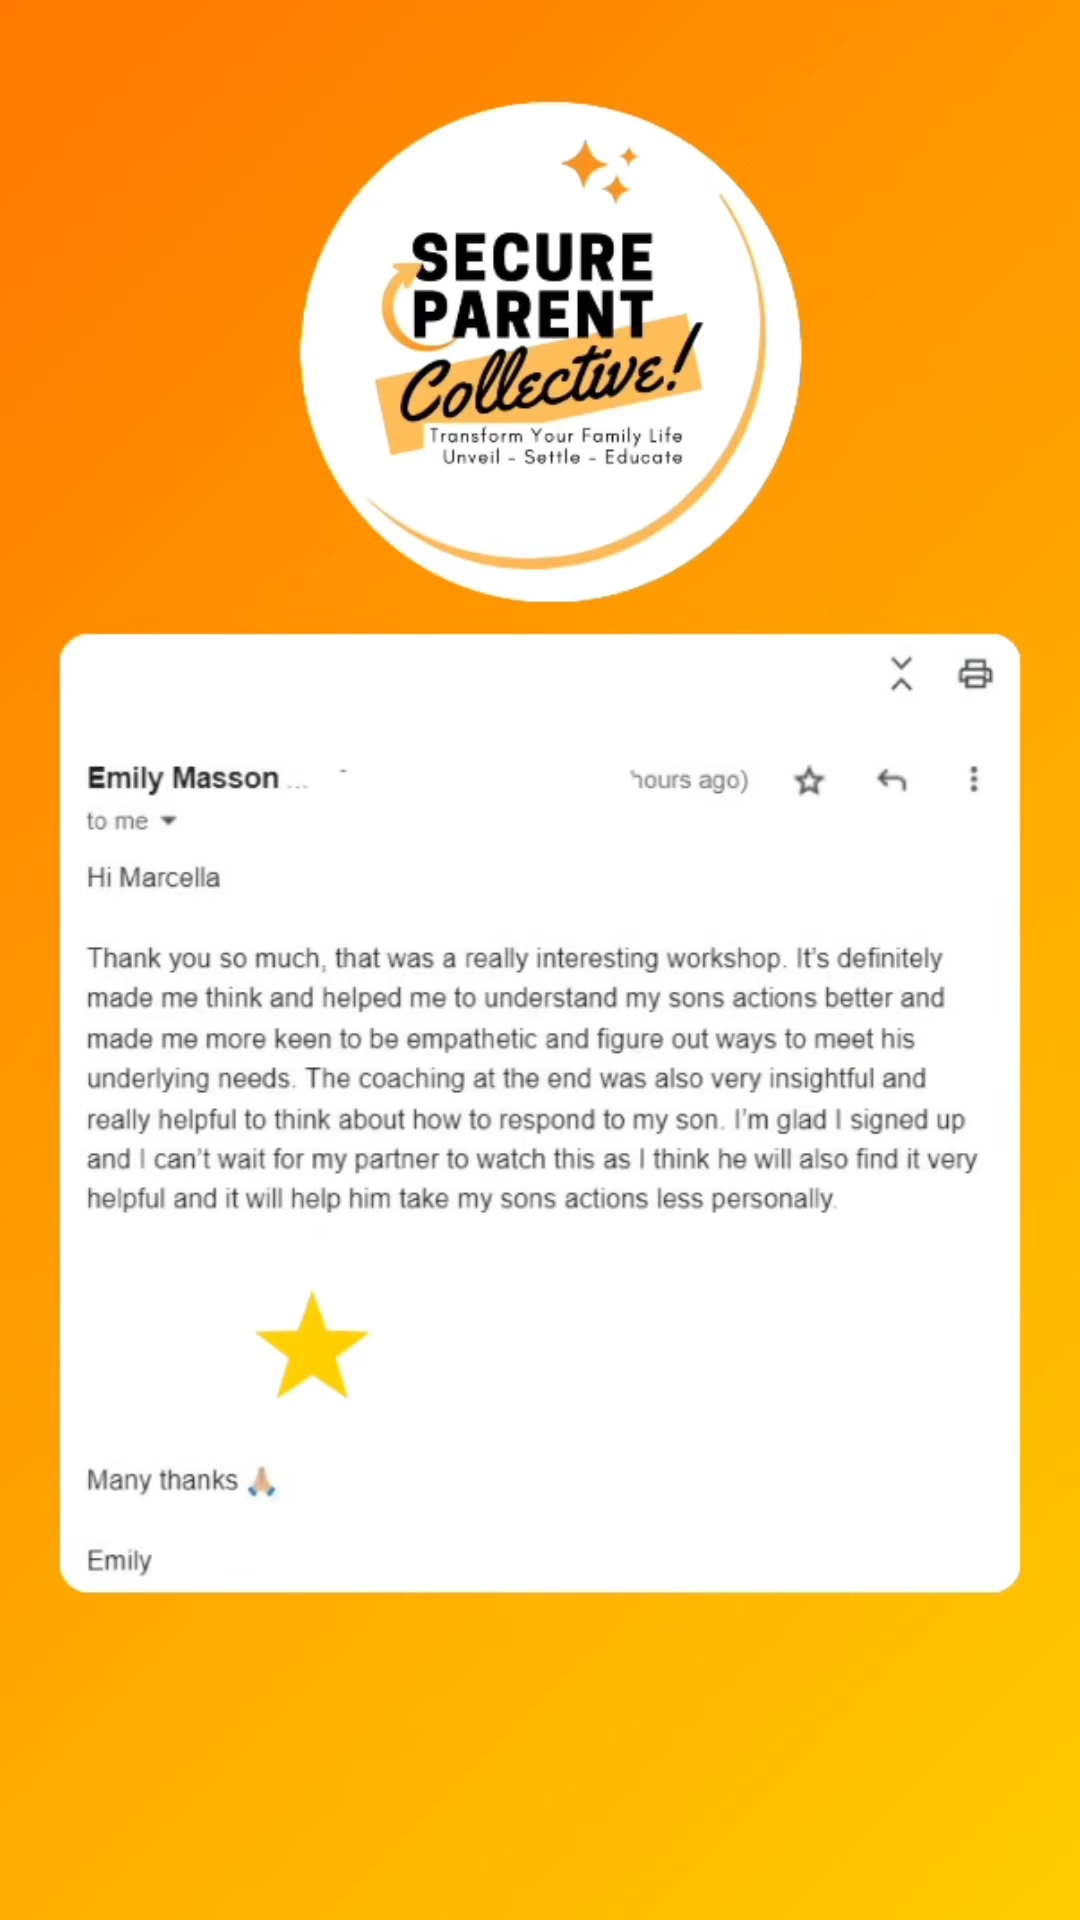 SECURE
PARENT
Collective!
Transform Your Family Life
Unveil - Settle - Educate
Emily Masson ...
hours ago)
to me
Hi Marcella
Thank you so much, that was a really interesting workshop. It’s definitely
made me think and helped me to understand my sons actions better and
made me more keen to be empathetic and figure out ways to meet his
underlying needs. The coaching at the end was also very insightful and
really helpful to think about how to respond to my son. I’m glad I signed up
and I can’t wait for my partner to watch this as I think he will also find it very
helpful and it will help him take my sons actions less personally.
Many thanks 🙏🏼
Emily